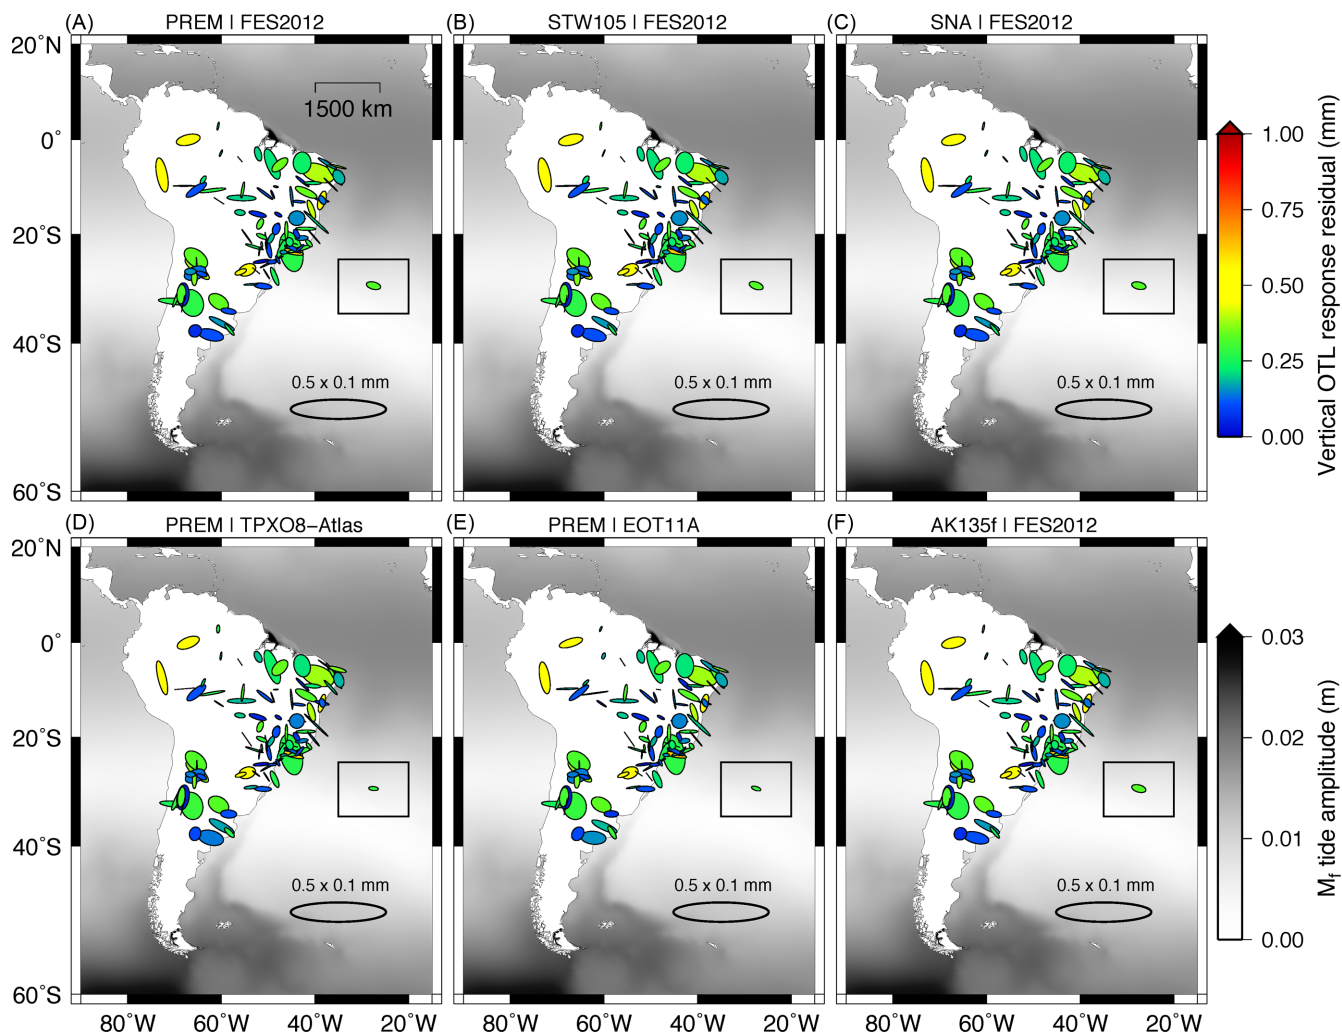 (A) PREM | FES2012
(B) STW105 | FES2012
(C) SNA | FES2012
20°N
0°
20°S
40°S
60°S
1500 km
0.5 x 0.1 mm
0.5 x 0.1 mm
0.5 x 0.1 mm
1.00
0.75
0.50
0.25
0.00
Vertical OTL response residual (mm)
(D) PREM | TPXO8−Atlas
(E) PREM | EOT11A
(F) AK135f | FES2012
20°N
0°
20°S
40°S
60°S
0.5 x 0.1 mm
0.5 x 0.1 mm
0.5 x 0.1 mm
0.03
0.02
0.01
0.00
Mf tide amplitude (m)
80°W 60°W 40°W 20°W
80°W 60°W 40°W 20°W
80°W 60°W 40°W 20°W